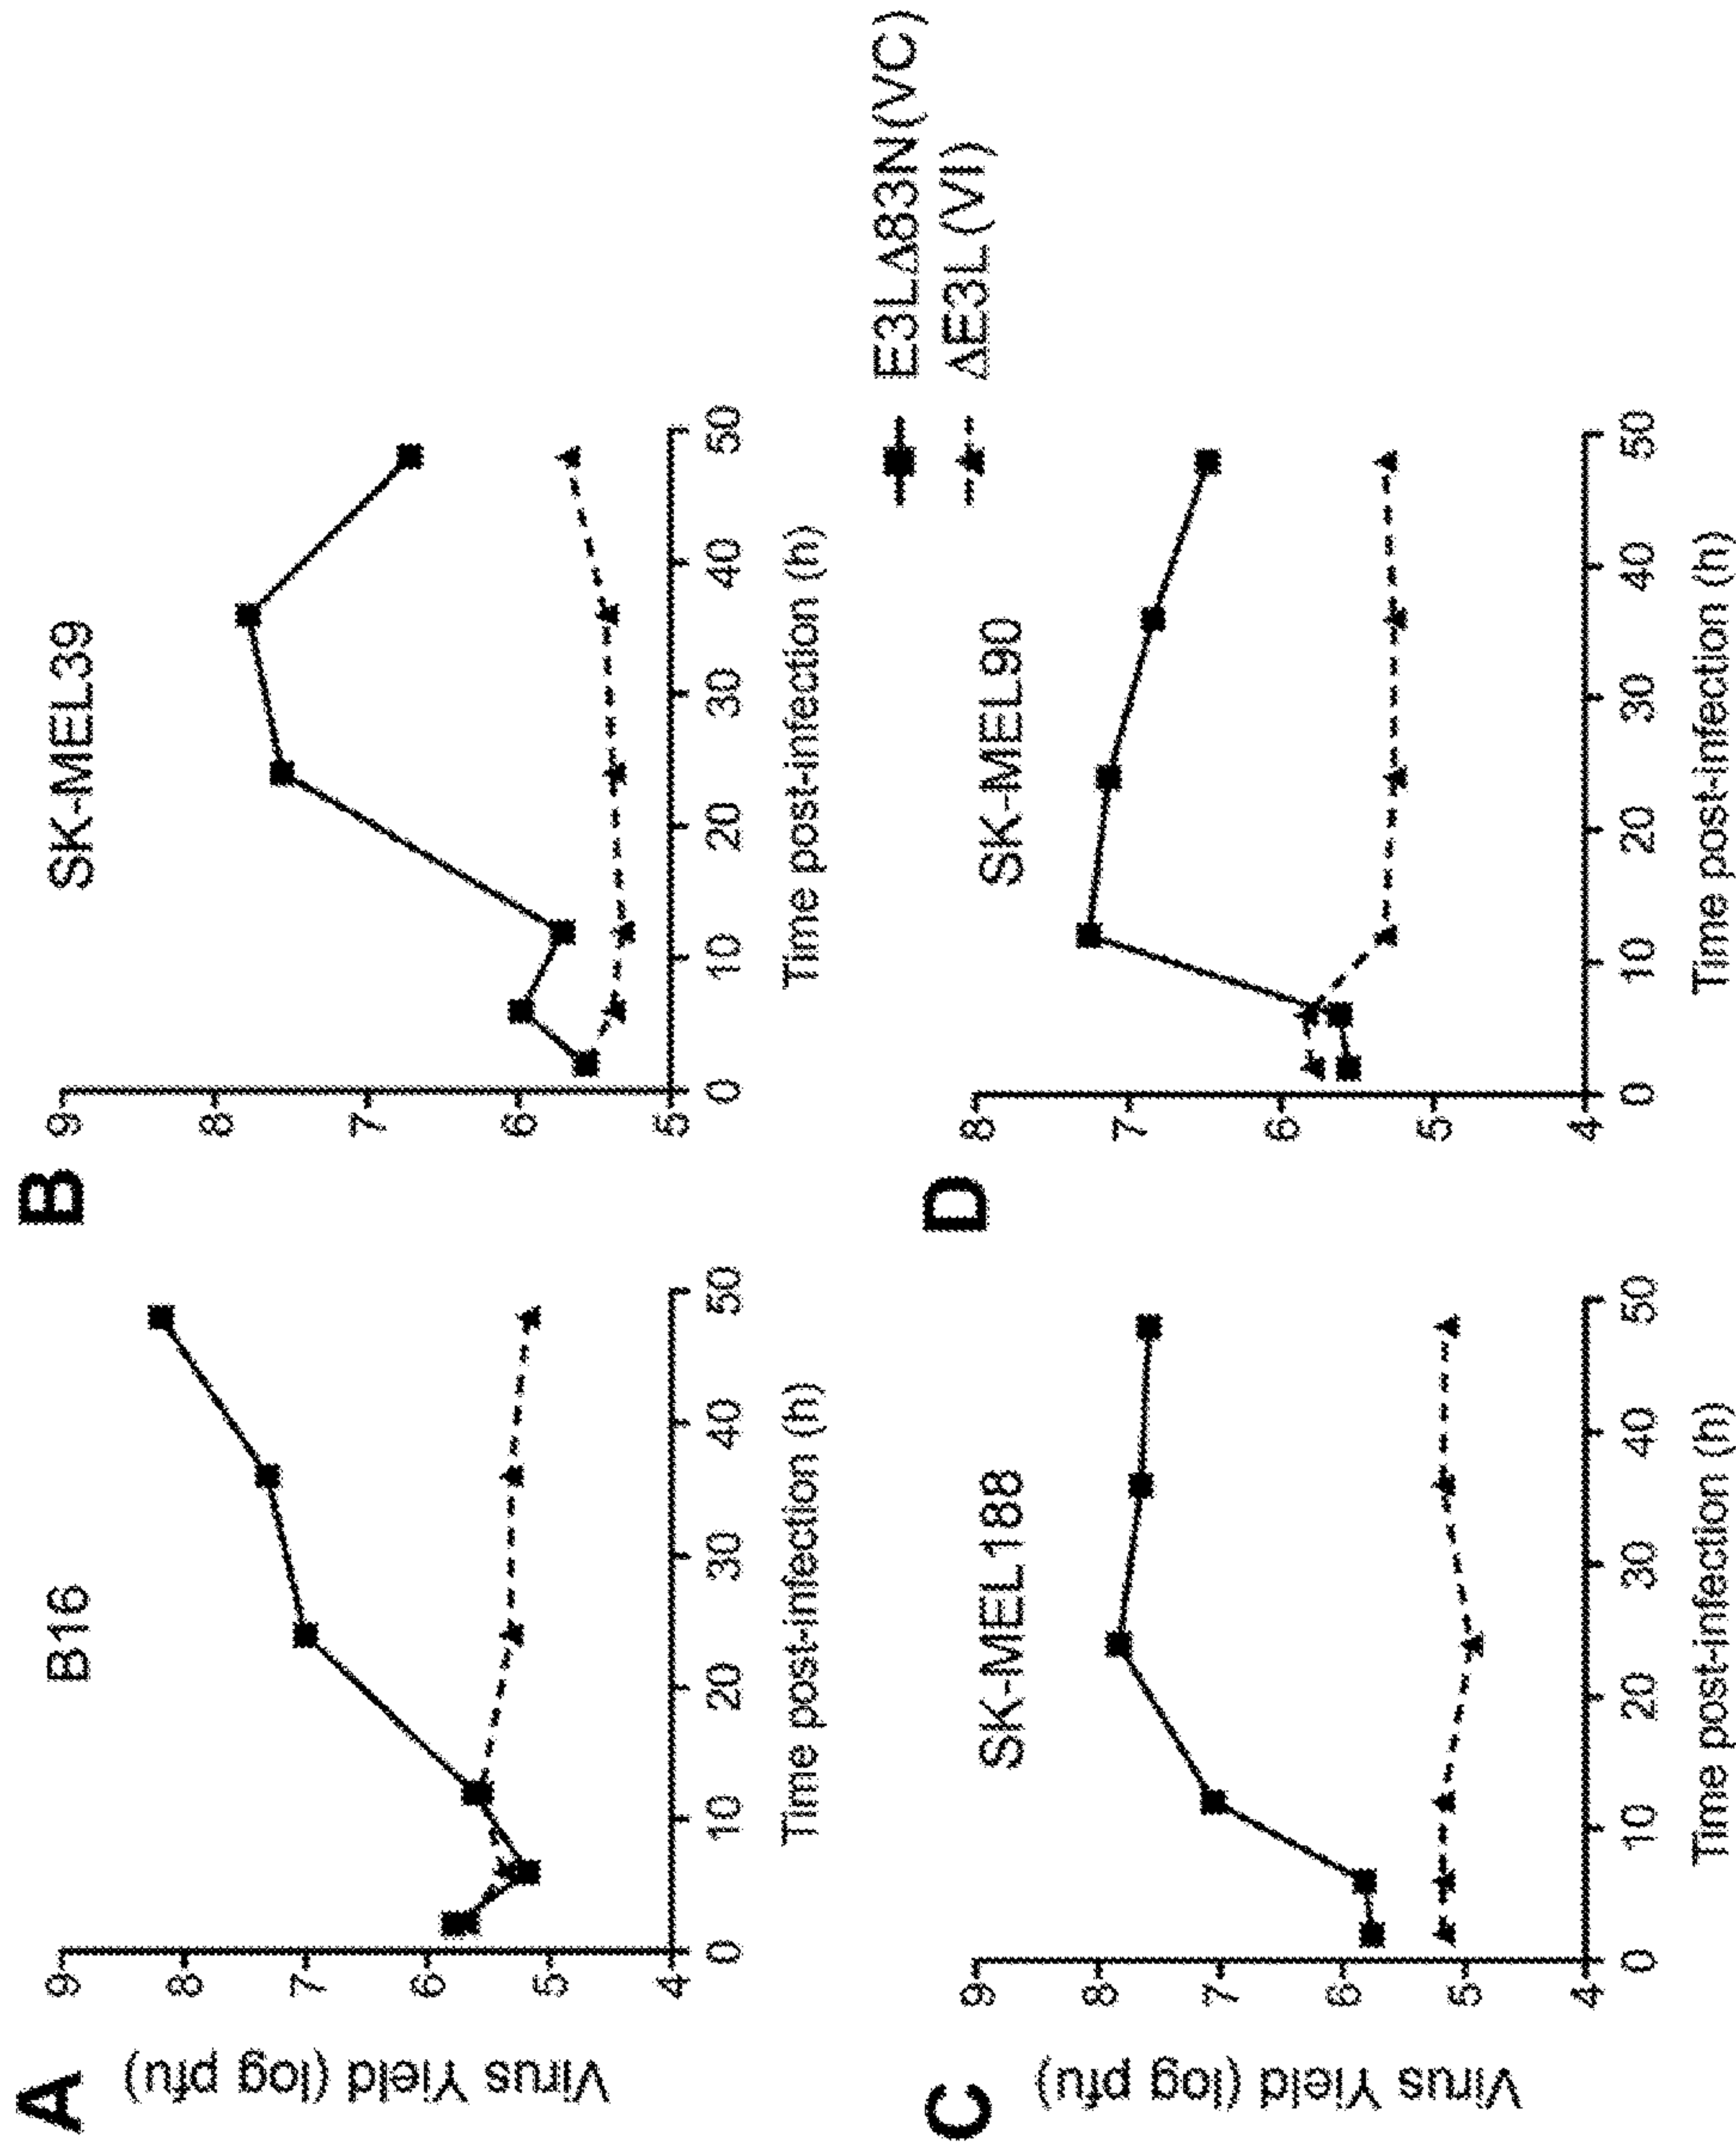 A
B16
Virus Yield (log pfu)
9
8
7
6
5
4
0 10 20 30 40 50
Time post-infection (h)
B
SK-MEL39
9
8
7
6
5
0 10 20 30 40 50
Time post-infection (h)
C
SK-MEL188
Virus Yield (log pfu)
9
8
7
6
5
4
0 10 20 30 40 50
Time post-infection (h)
D
SK-MEL90
8
7
6
5
4
0 10 20 30 40 50
Time post-infection (h)
E3LΔ83N(VC)
ΔE3L(VI)